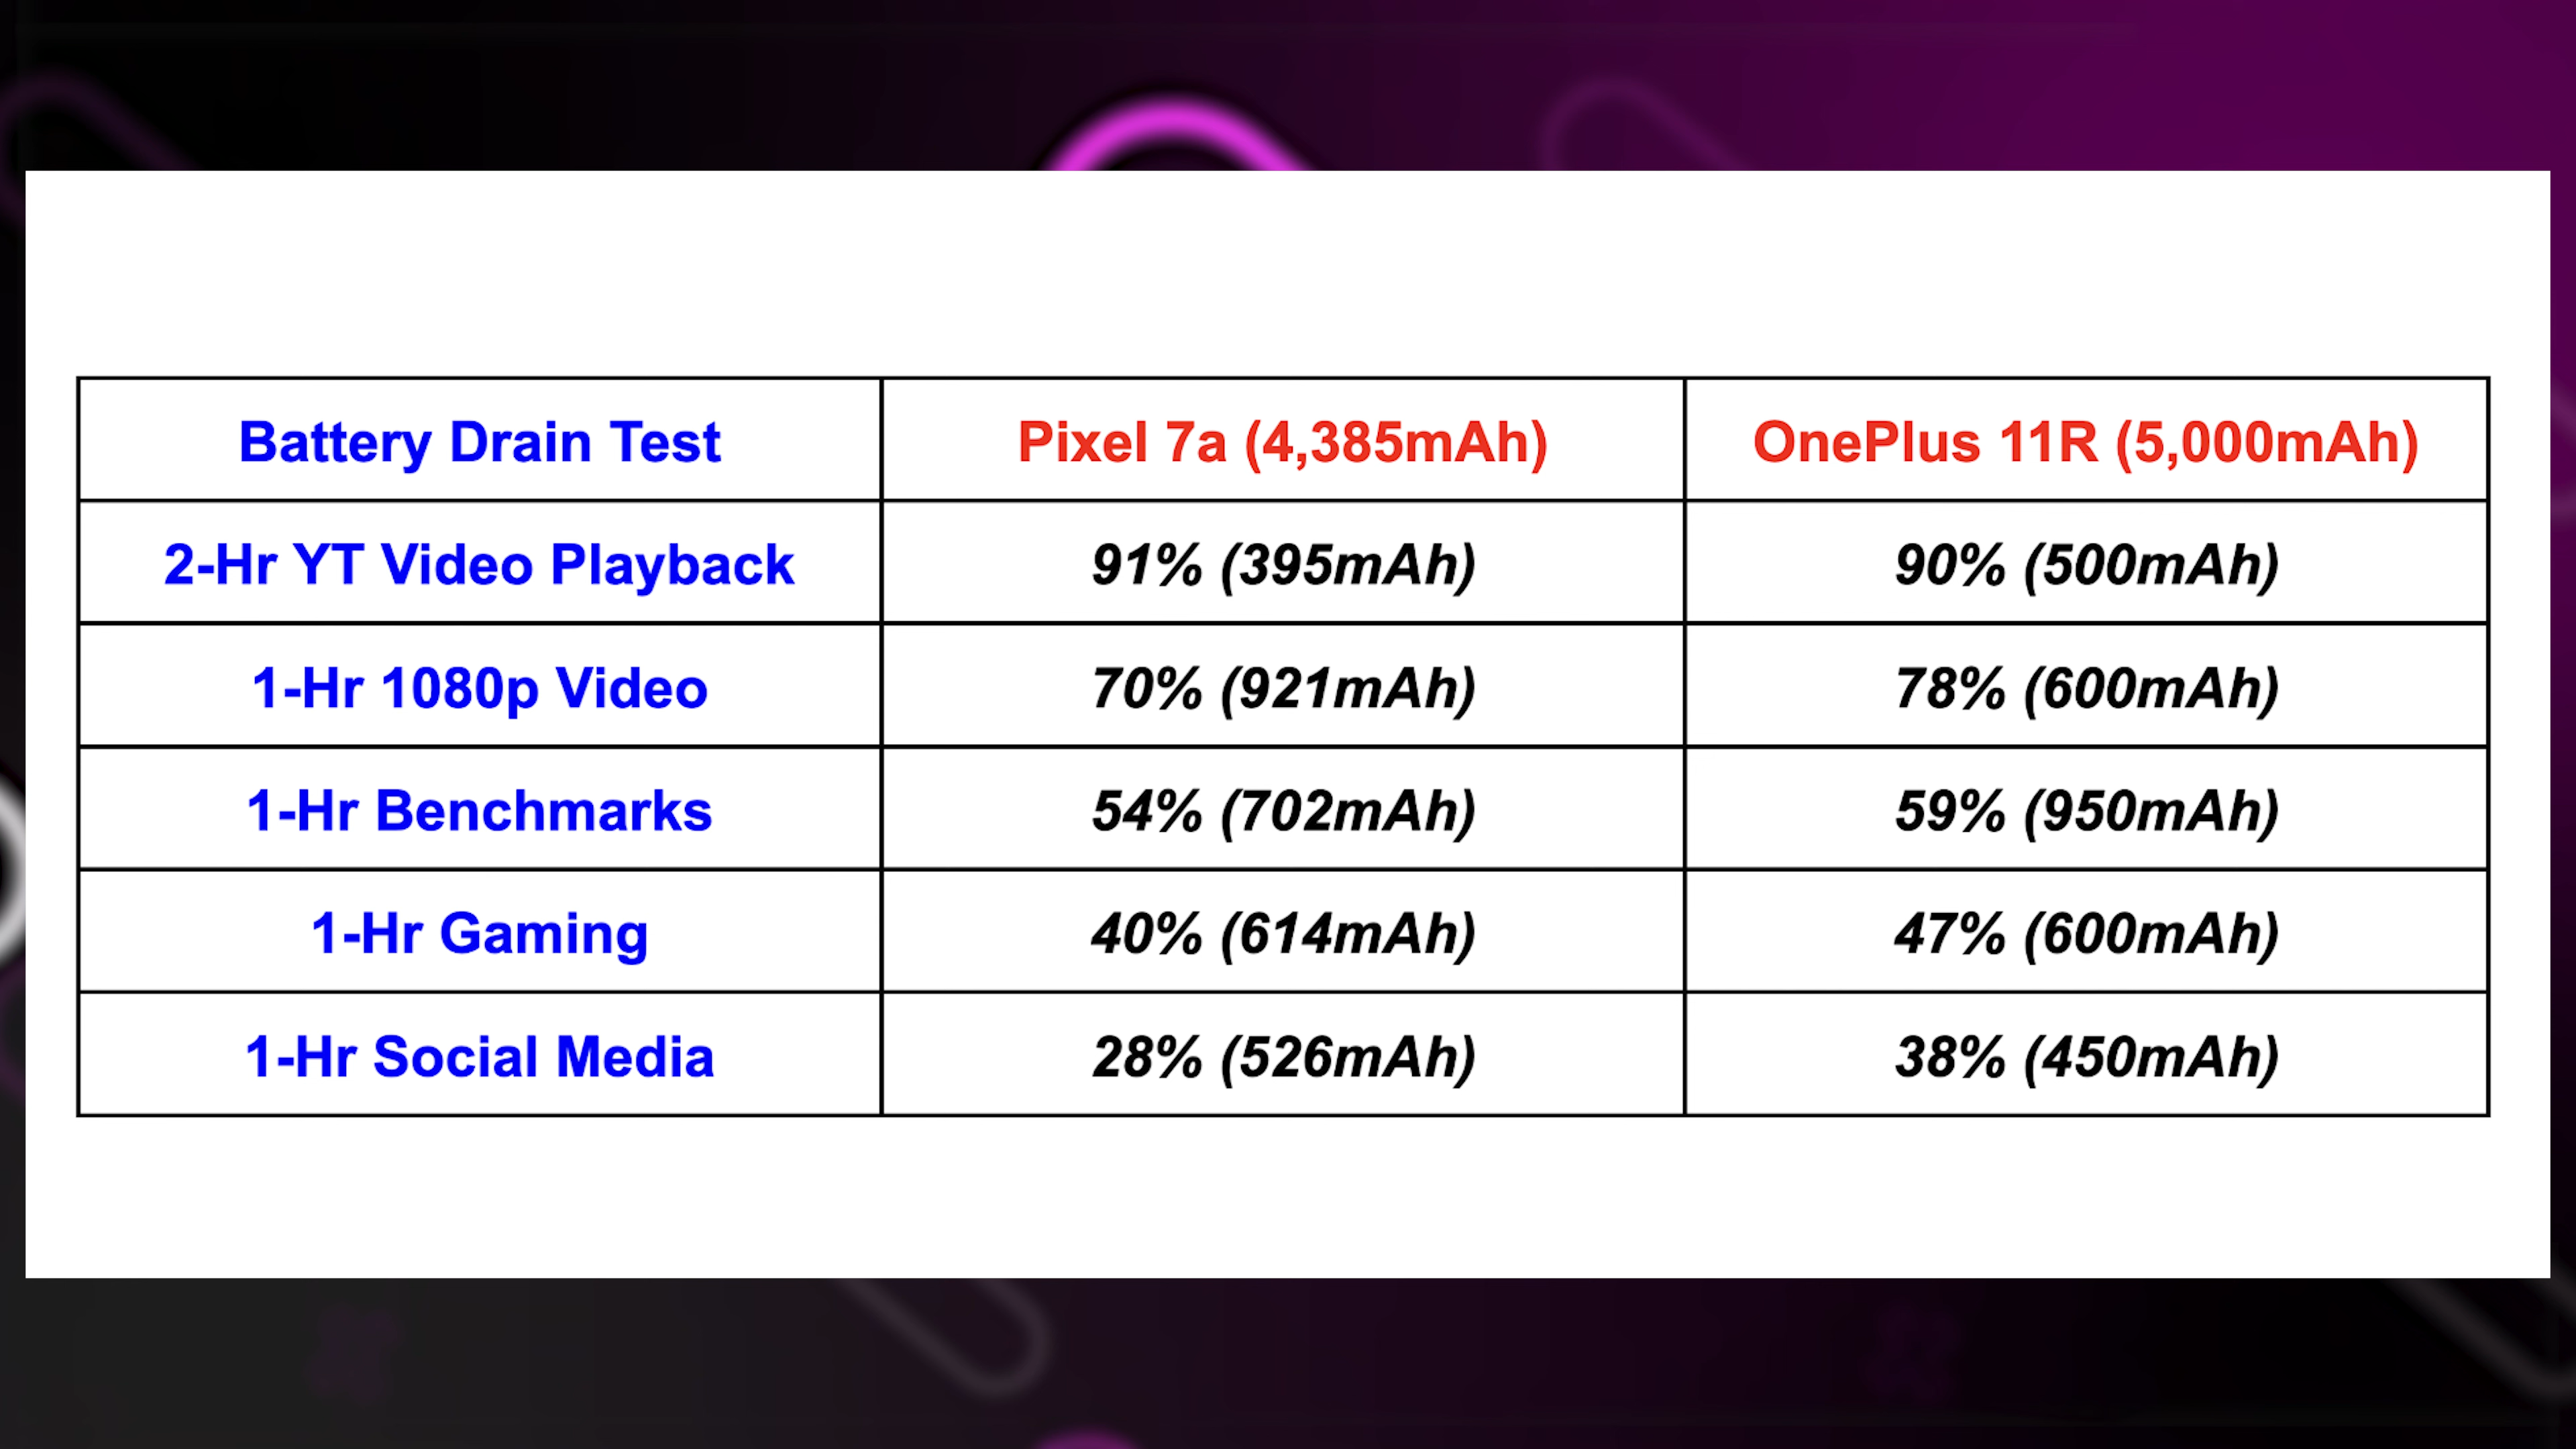 Battery Drain Test Pixel 7a (4,385mAh) OnePlus 11R (5,000mAh)
2-Hr YT Video Playback 91% (395mAh) 90% (500mAh)
1-Hr 1080p Video 70% (921mAh) 78% (600mAh)
1-Hr Benchmarks 54% (702mAh) 59% (950mAh)
1-Hr Gaming 40% (614mAh) 47% (600mAh)
1-Hr Social Media 28% (526mAh) 38% (450mAh)